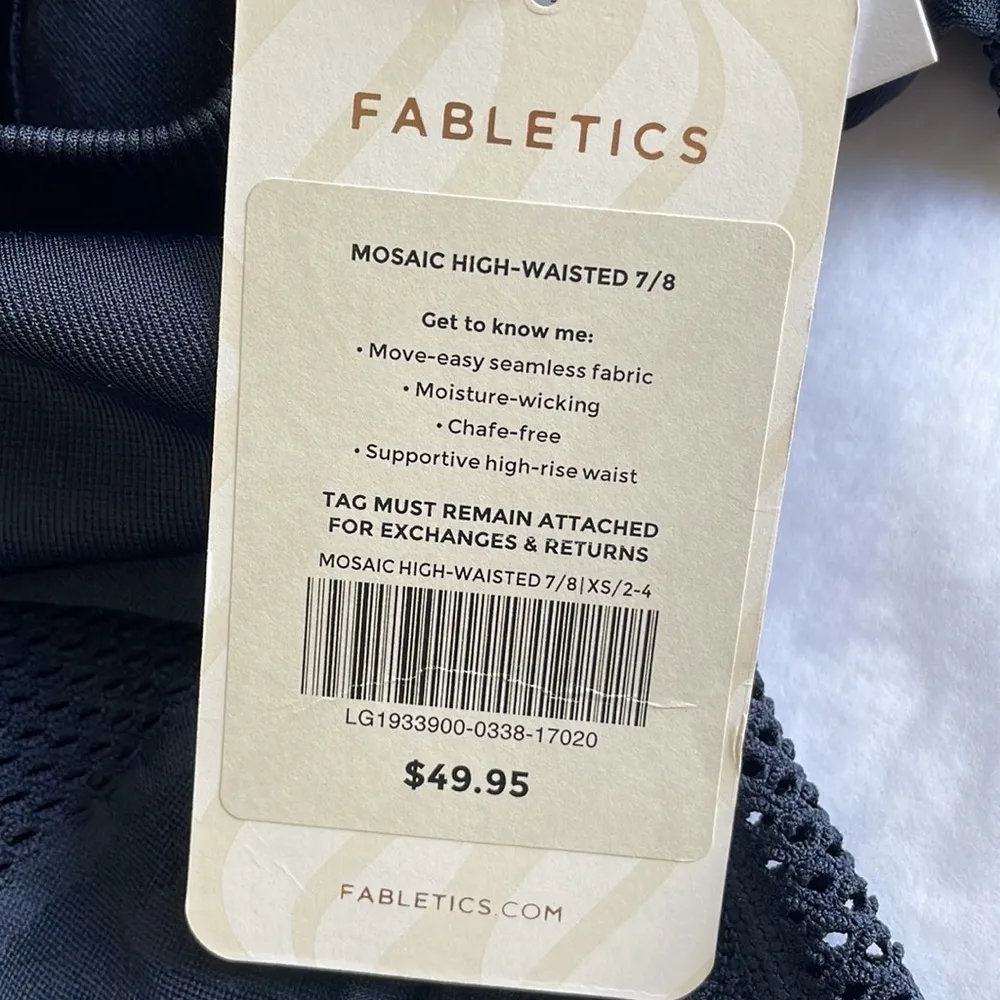 FABLETICS
MOSAIC HIGH-WAISTED 7/8
Get to know me:
• Move-easy seamless fabric
• Moisture-wicking
• Chafe-free
• Supportive high-rise waist
TAG MUST REMAIN ATTACHED
FOR EXCHANGES & RETURNS
MOSAIC HIGH-WAISTED 7/8|XS/2-4
LG1933900-0338-17020
$49.95
FABLETICS.COM